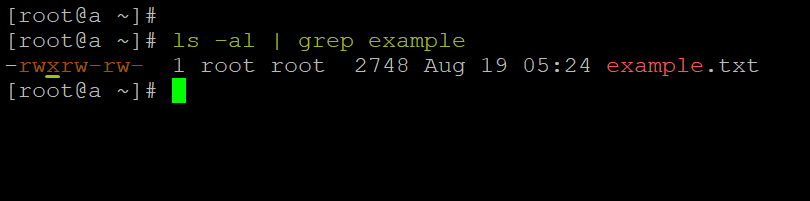 [root@a ~]#
[root@a ~]# ls -al | grep example
-rwxrw-rw-  1 root root  2748 Aug 19 05:24 example.txt
[root@a ~]#